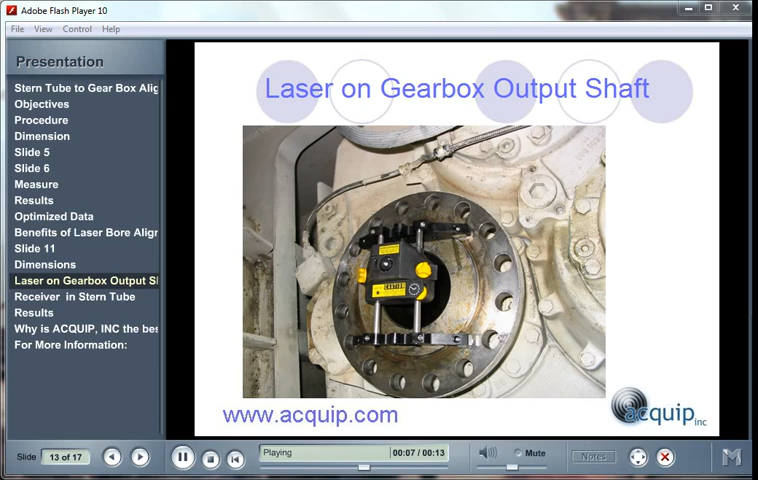 Adobe Flash Player 10
File View Control Help
Presentation
Stern Tube to Gear Box Alig
Objectives
Procedure
Dimension
Slide 5
Slide 6
Measure
Results
Optimized Data
Benefits of Laser Bore Align
Slide 11
Dimensions
Laser on Gearbox Output Sl
Receiver in Stern Tube
Results
Why is ACQUIP, INC the bes
For More Information:
Laser on Gearbox Output Shaft
CAUTION
www.acquip.com
acquip inc
Slide 13 of 17
Playing 00:07 / 00:13
Mute
Notes